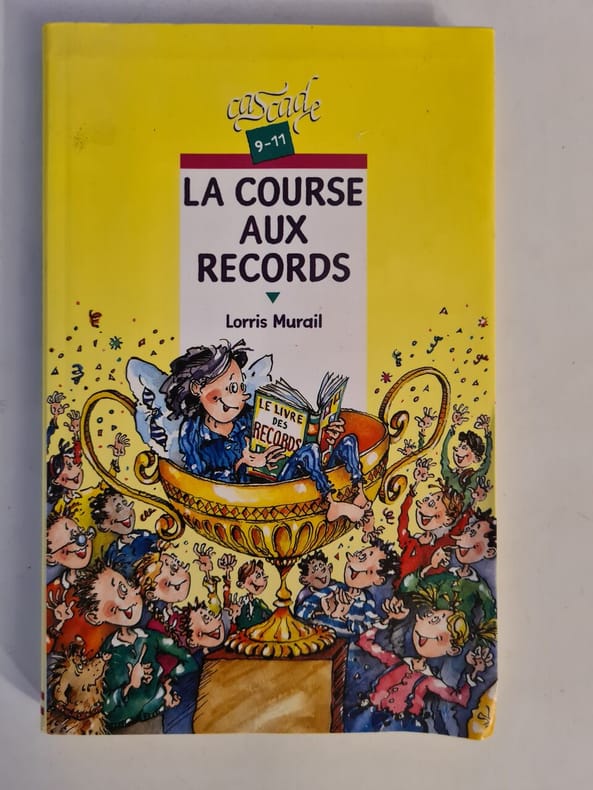 cascade
9-11
LA COURSE
AUX
RECORDS
Lorris Murail
LE LIVRE
DES
RECORDS